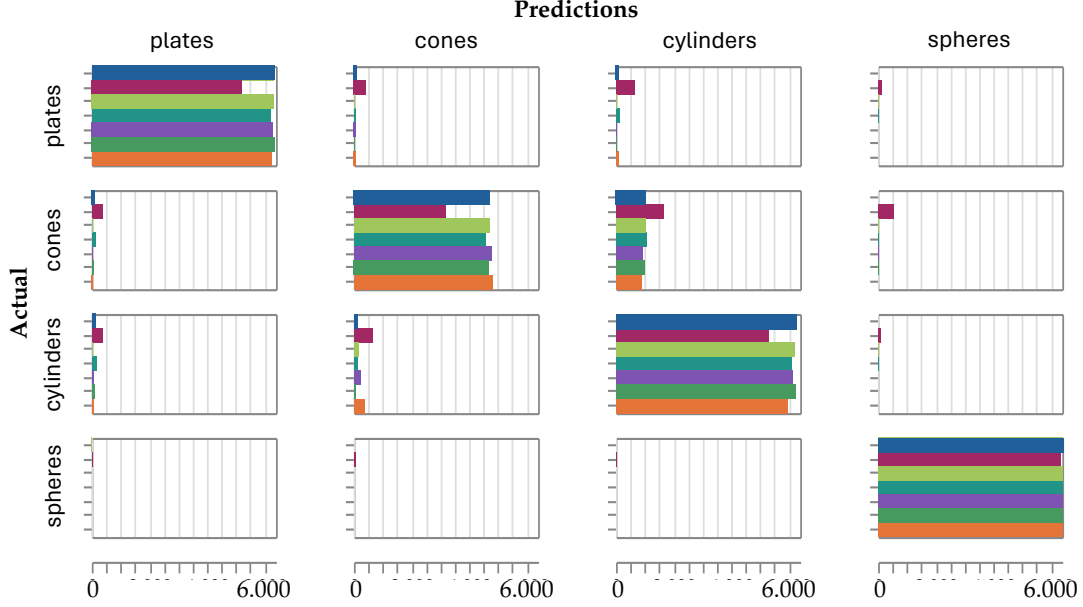 Predictions
plates cones cylinders spheres
Actual
plates
cones
cylinders
spheres
0 6.000 0 6.000 0 6.000 0 6.000